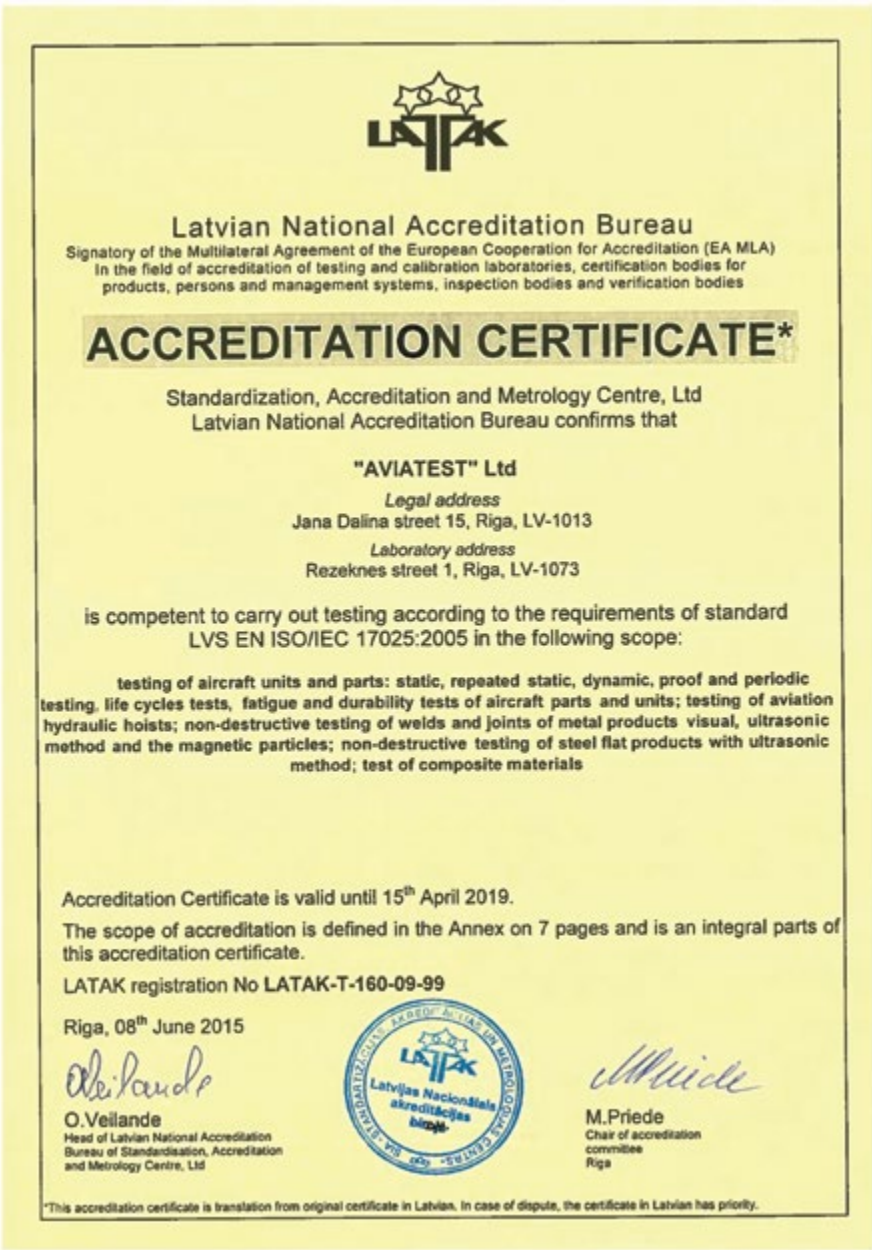 LATAK
Latvian National Accreditation Bureau
Signatory of the Multilateral Agreement of the European Cooperation for Accreditation (EA MLA)
In the field of accreditation of testing and calibration laboratories, certification bodies for
products, persons and management systems, inspection bodies and verification bodies
ACCREDITATION CERTIFICATE*
Standardization, Accreditation and Metrology Centre, Ltd
Latvian National Accreditation Bureau confirms that
"AVIATEST" Ltd
Legal address
Jana Dalina street 15, Riga, LV-1013
Laboratory address
Rezeknes street 1, Riga, LV-1073
is competent to carry out testing according to the requirements of standard
LVS EN ISO/IEC 17025:2005 in the following scope:
testing of aircraft units and parts: static, repeated static, dynamic, proof and periodic
testing, life cycles tests, fatigue and durability tests of aircraft parts and units; testing of aviation
hydraulic hoists; non-destructive testing of welds and joints of metal products visual, ultrasonic
method and the magnetic particles; non-destructive testing of steel flat products with ultrasonic
method; test of composite materials
Accreditation Certificate is valid until 15th April 2019.
The scope of accreditation is defined in the Annex on 7 pages and is an integral parts of
this accreditation certificate.
LATAK registration No LATAK-T-160-09-99
Riga, 08th June 2015
O.Veilande
Head of Latvian National Accreditation
Bureau of Standardisation, Accreditation
and Metrology Centre, Ltd
SIA "STANDARTIZĀCIJAS, AKREDITĀCIJAS UN METROLOĢIJAS CENTRS"
LATAK
Latvijas Nacionālais
akreditācijas
birojs
M.Priede
Chair of accreditation
committee
Riga
*This accreditation certificate is translation from original certificate in Latvian. In case of dispute, the certificate in Latvian has priority.